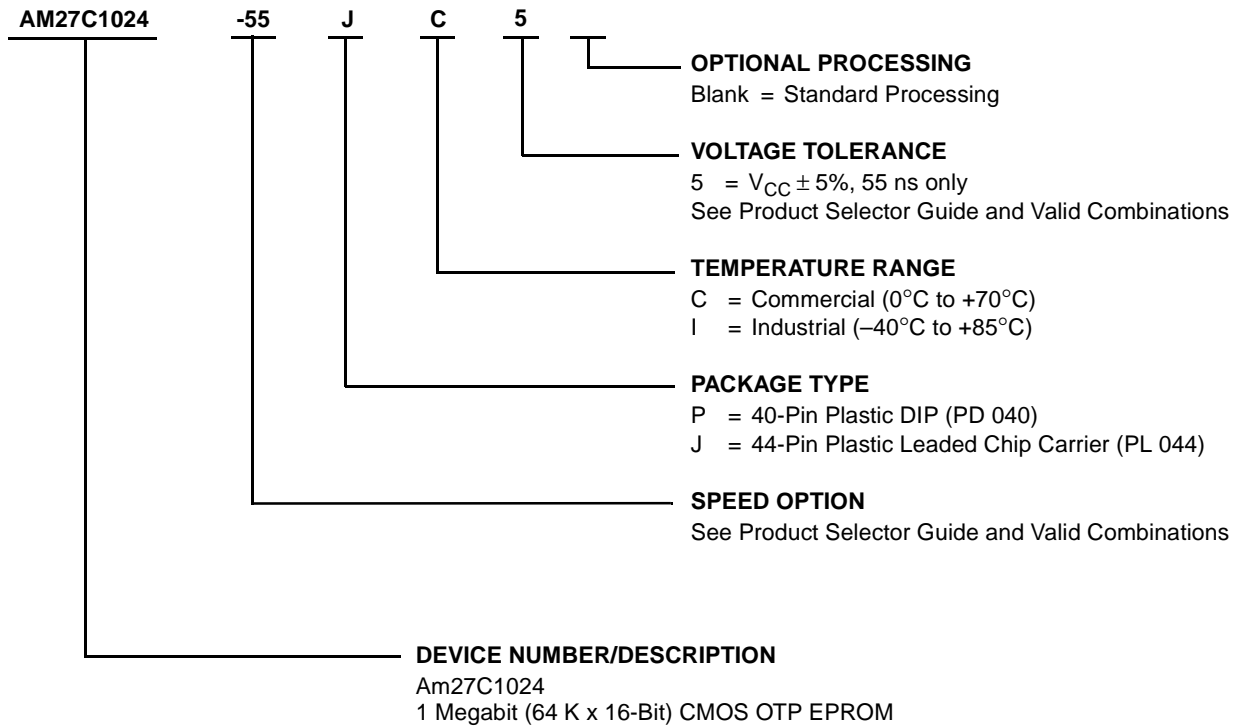 AM27C1024 -55 J C 5
OPTIONAL PROCESSING
Blank = Standard Processing
VOLTAGE TOLERANCE
5 = VCC ± 5%, 55 ns only
See Product Selector Guide and Valid Combinations
TEMPERATURE RANGE
C = Commercial (0°C to +70°C)
I = Industrial (–40°C to +85°C)
PACKAGE TYPE
P = 40-Pin Plastic DIP (PD 040)
J = 44-Pin Plastic Leaded Chip Carrier (PL 044)
SPEED OPTION
See Product Selector Guide and Valid Combinations
DEVICE NUMBER/DESCRIPTION
Am27C1024
1 Megabit (64 K x 16-Bit) CMOS OTP EPROM